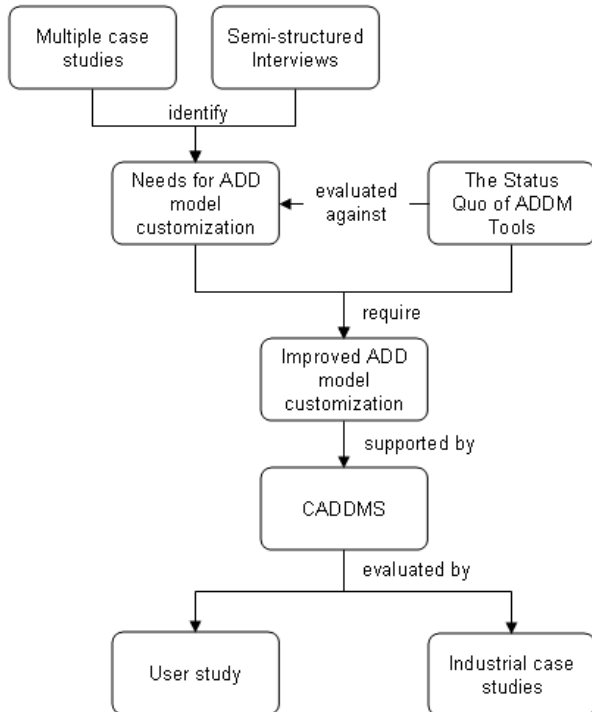 Multiple case
studies
Semi-structured
Interviews
identify
Needs for ADD
model
customization
evaluated
against
The Status
Quo of ADDM
Tools
require
Improved ADD
model
customization
supported by
CADDMS
evaluated by
User study
Industrial case
studies